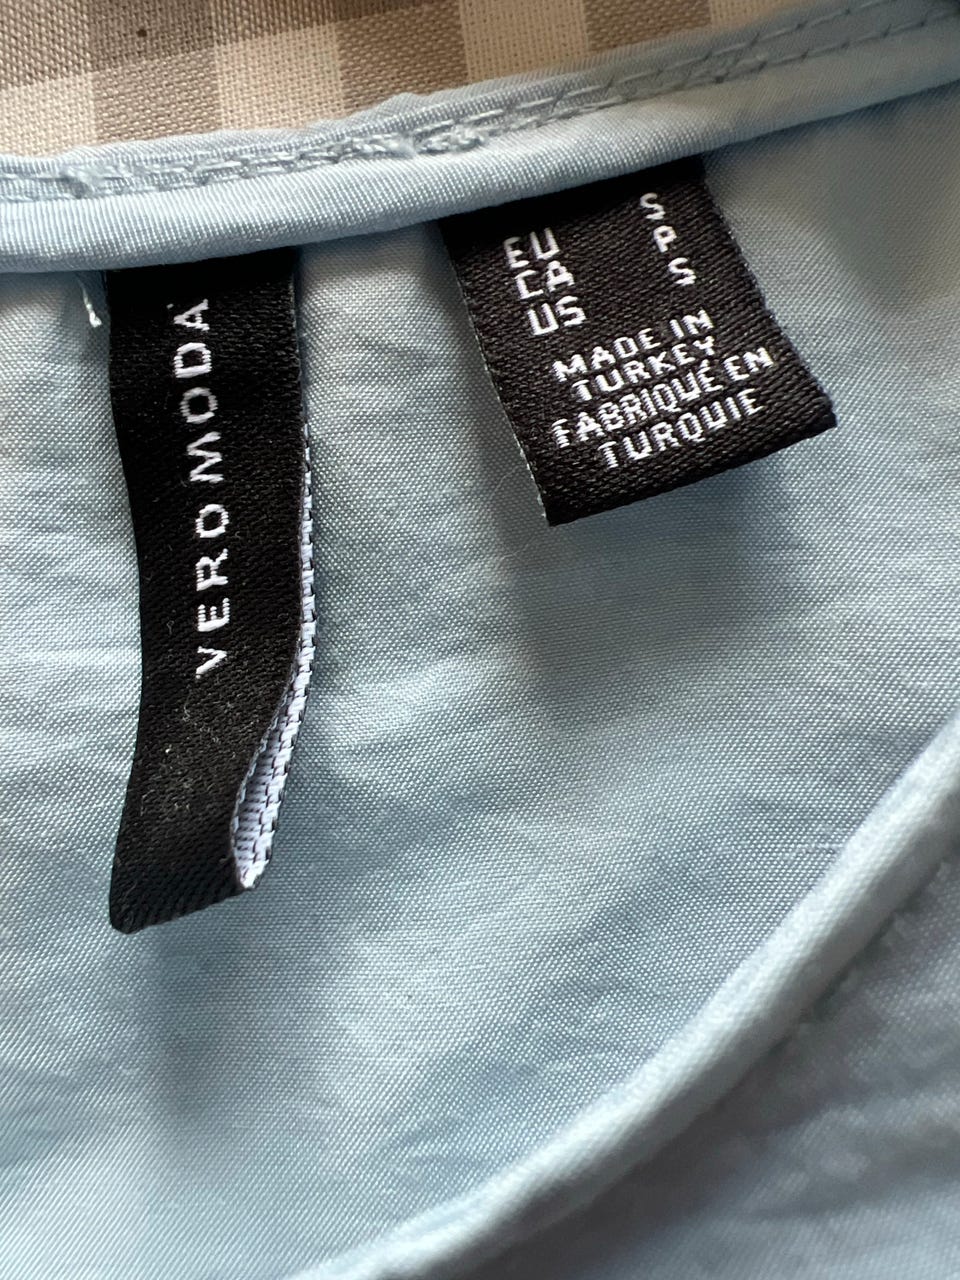 VERO MODA
EU S
CA P
US S
MADE IN
TURKEY
FABRIQUÉ EN
TURQUIE